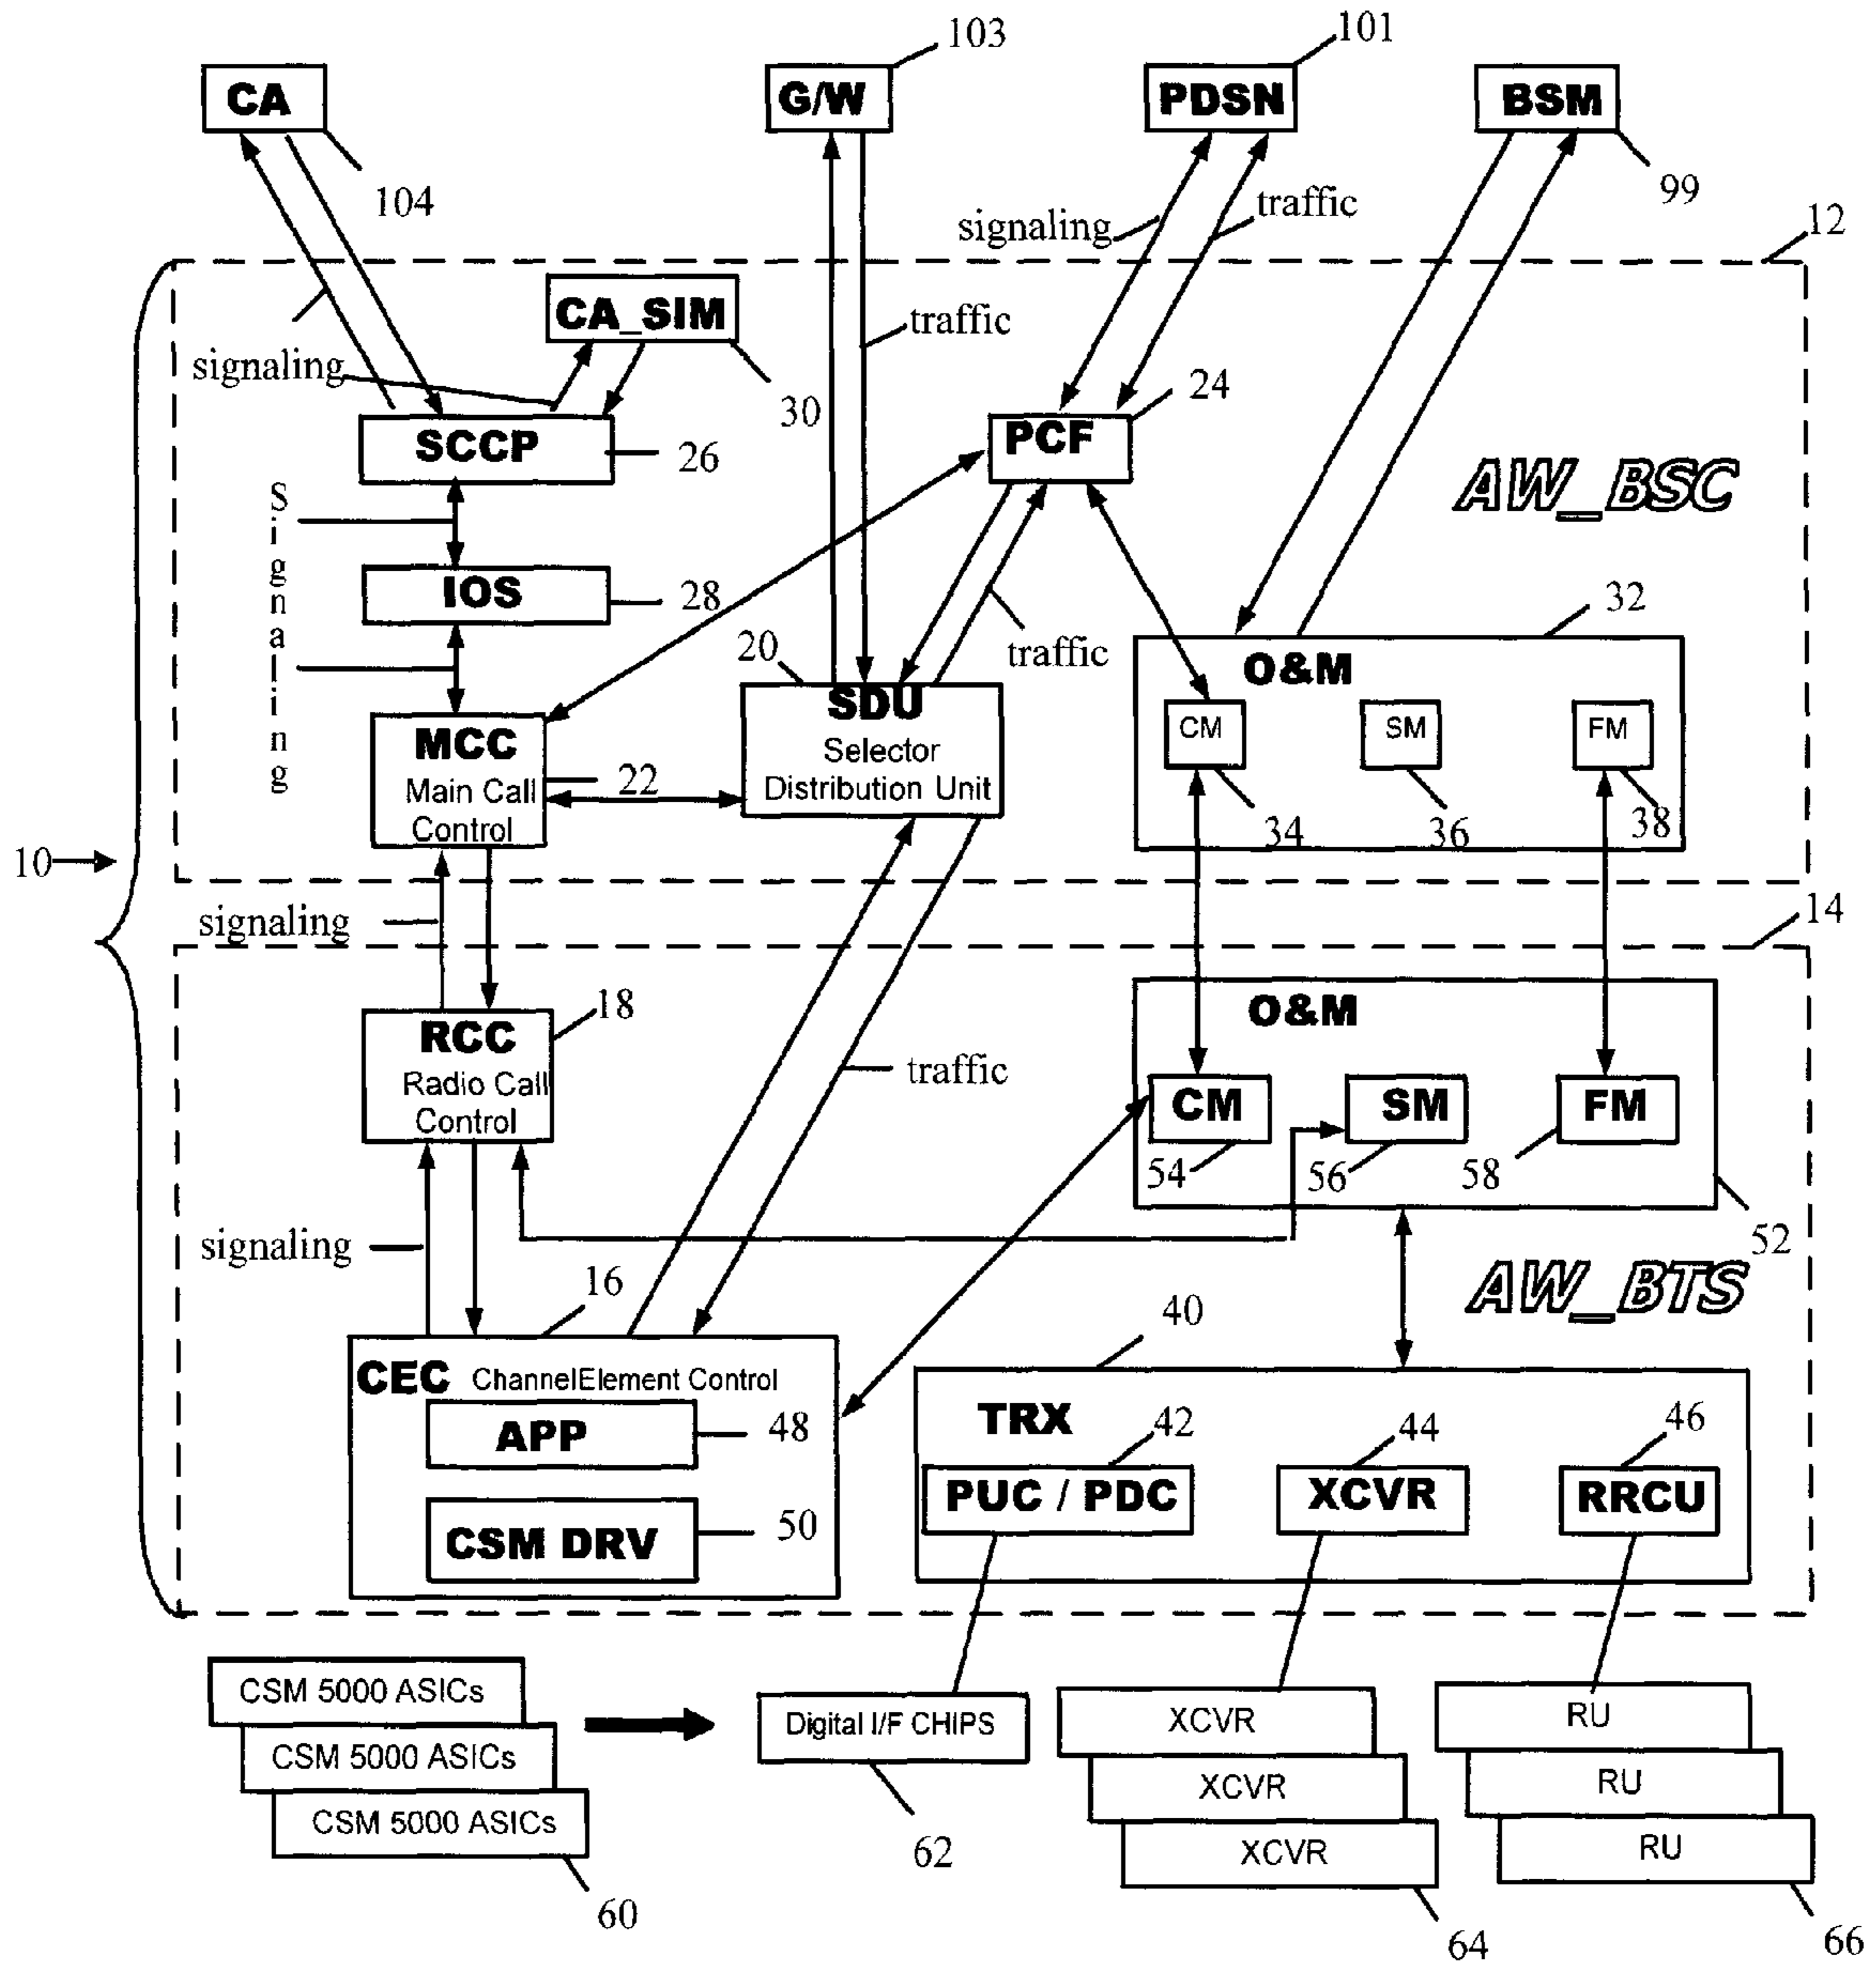 103
101
CA
G/W
PDSN
BSM
104
99
signaling
traffic
12
CA_SIM
traffic
signaling
30
24
SCCP
26
PCF
AW_BSC
Signaling
IOS
28
32
20
traffic
O&M
SDU
Selector
Distribution Unit
CM
SM
FM
MCC
Main Call
Control
22
34
36
38
10
14
signaling
O&M
18
RCC
Radio Call
Control
traffic
CM
SM
FM
54
56
58
52
signaling
16
40
AW_BTS
CEC ChannelElement Control
TRX
42
44
46
APP
48
PUC / PDC
XCVR
RRCU
CSM DRV
50
CSM 5000 ASICs
CSM 5000 ASICs
CSM 5000 ASICs
Digital I/F CHIPS
XCVR
XCVR
XCVR
RU
RU
RU
62
60
64
66